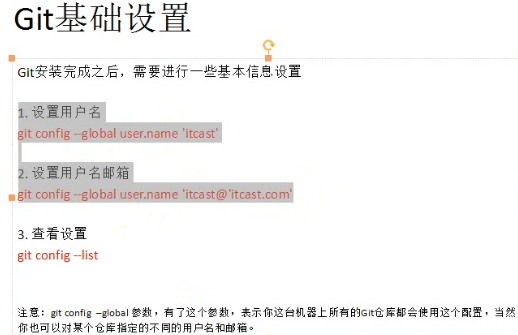 Git基础设置
Git安装完成之后，需要进行一些基本信息设置
1. 设置用户名
git config --global user.name 'itcast'
2. 设置用户名邮箱
git config --global user.name 'itcast@'itcast.com'
3. 查看设置
git config --list
注意：git config –global 参数，有了这个参数，表示你这台机器上所有的Git仓库都会使用这个配置，当然
你也可以对某个仓库指定的不同的用户名和邮箱。